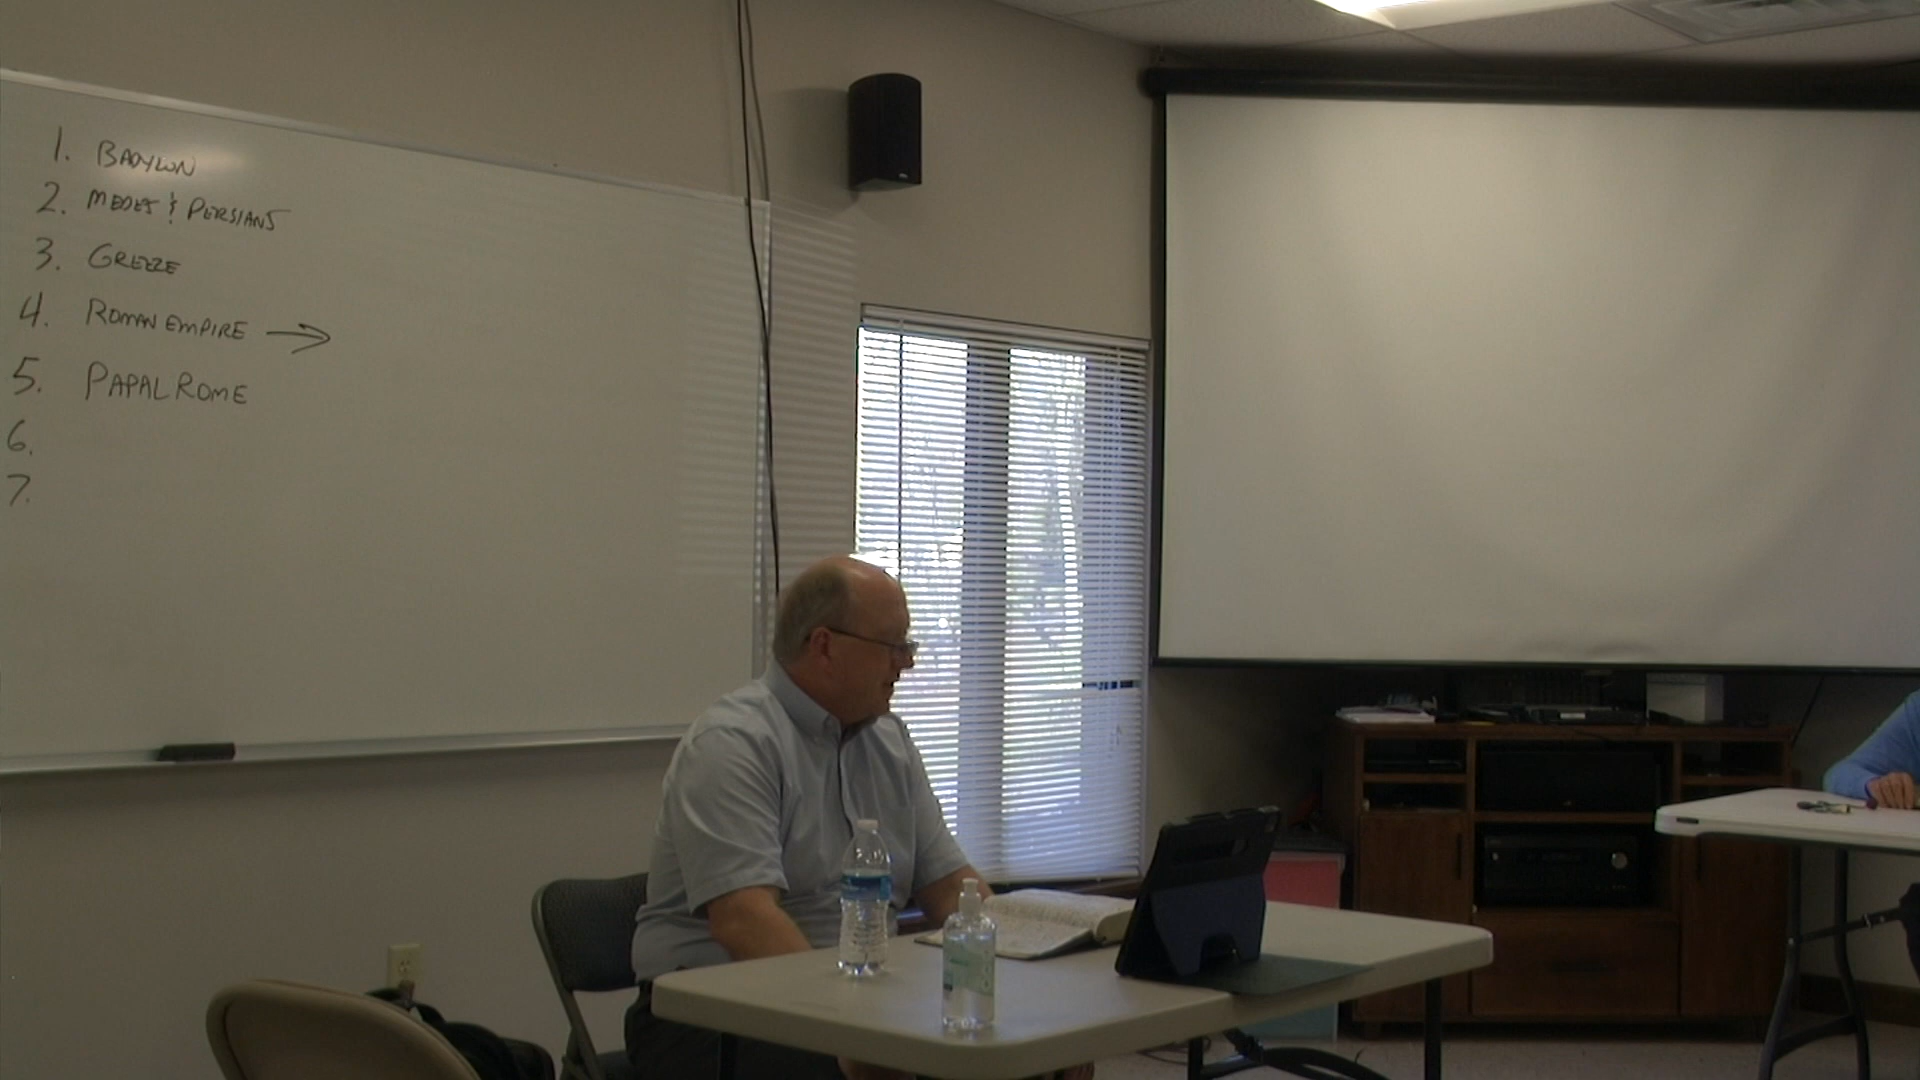 1. BABYLON
2. MEDES & PERSIANS
3. GREECE
4. ROMAN EMPIRE →
5. PAPAL ROME
6.
7.